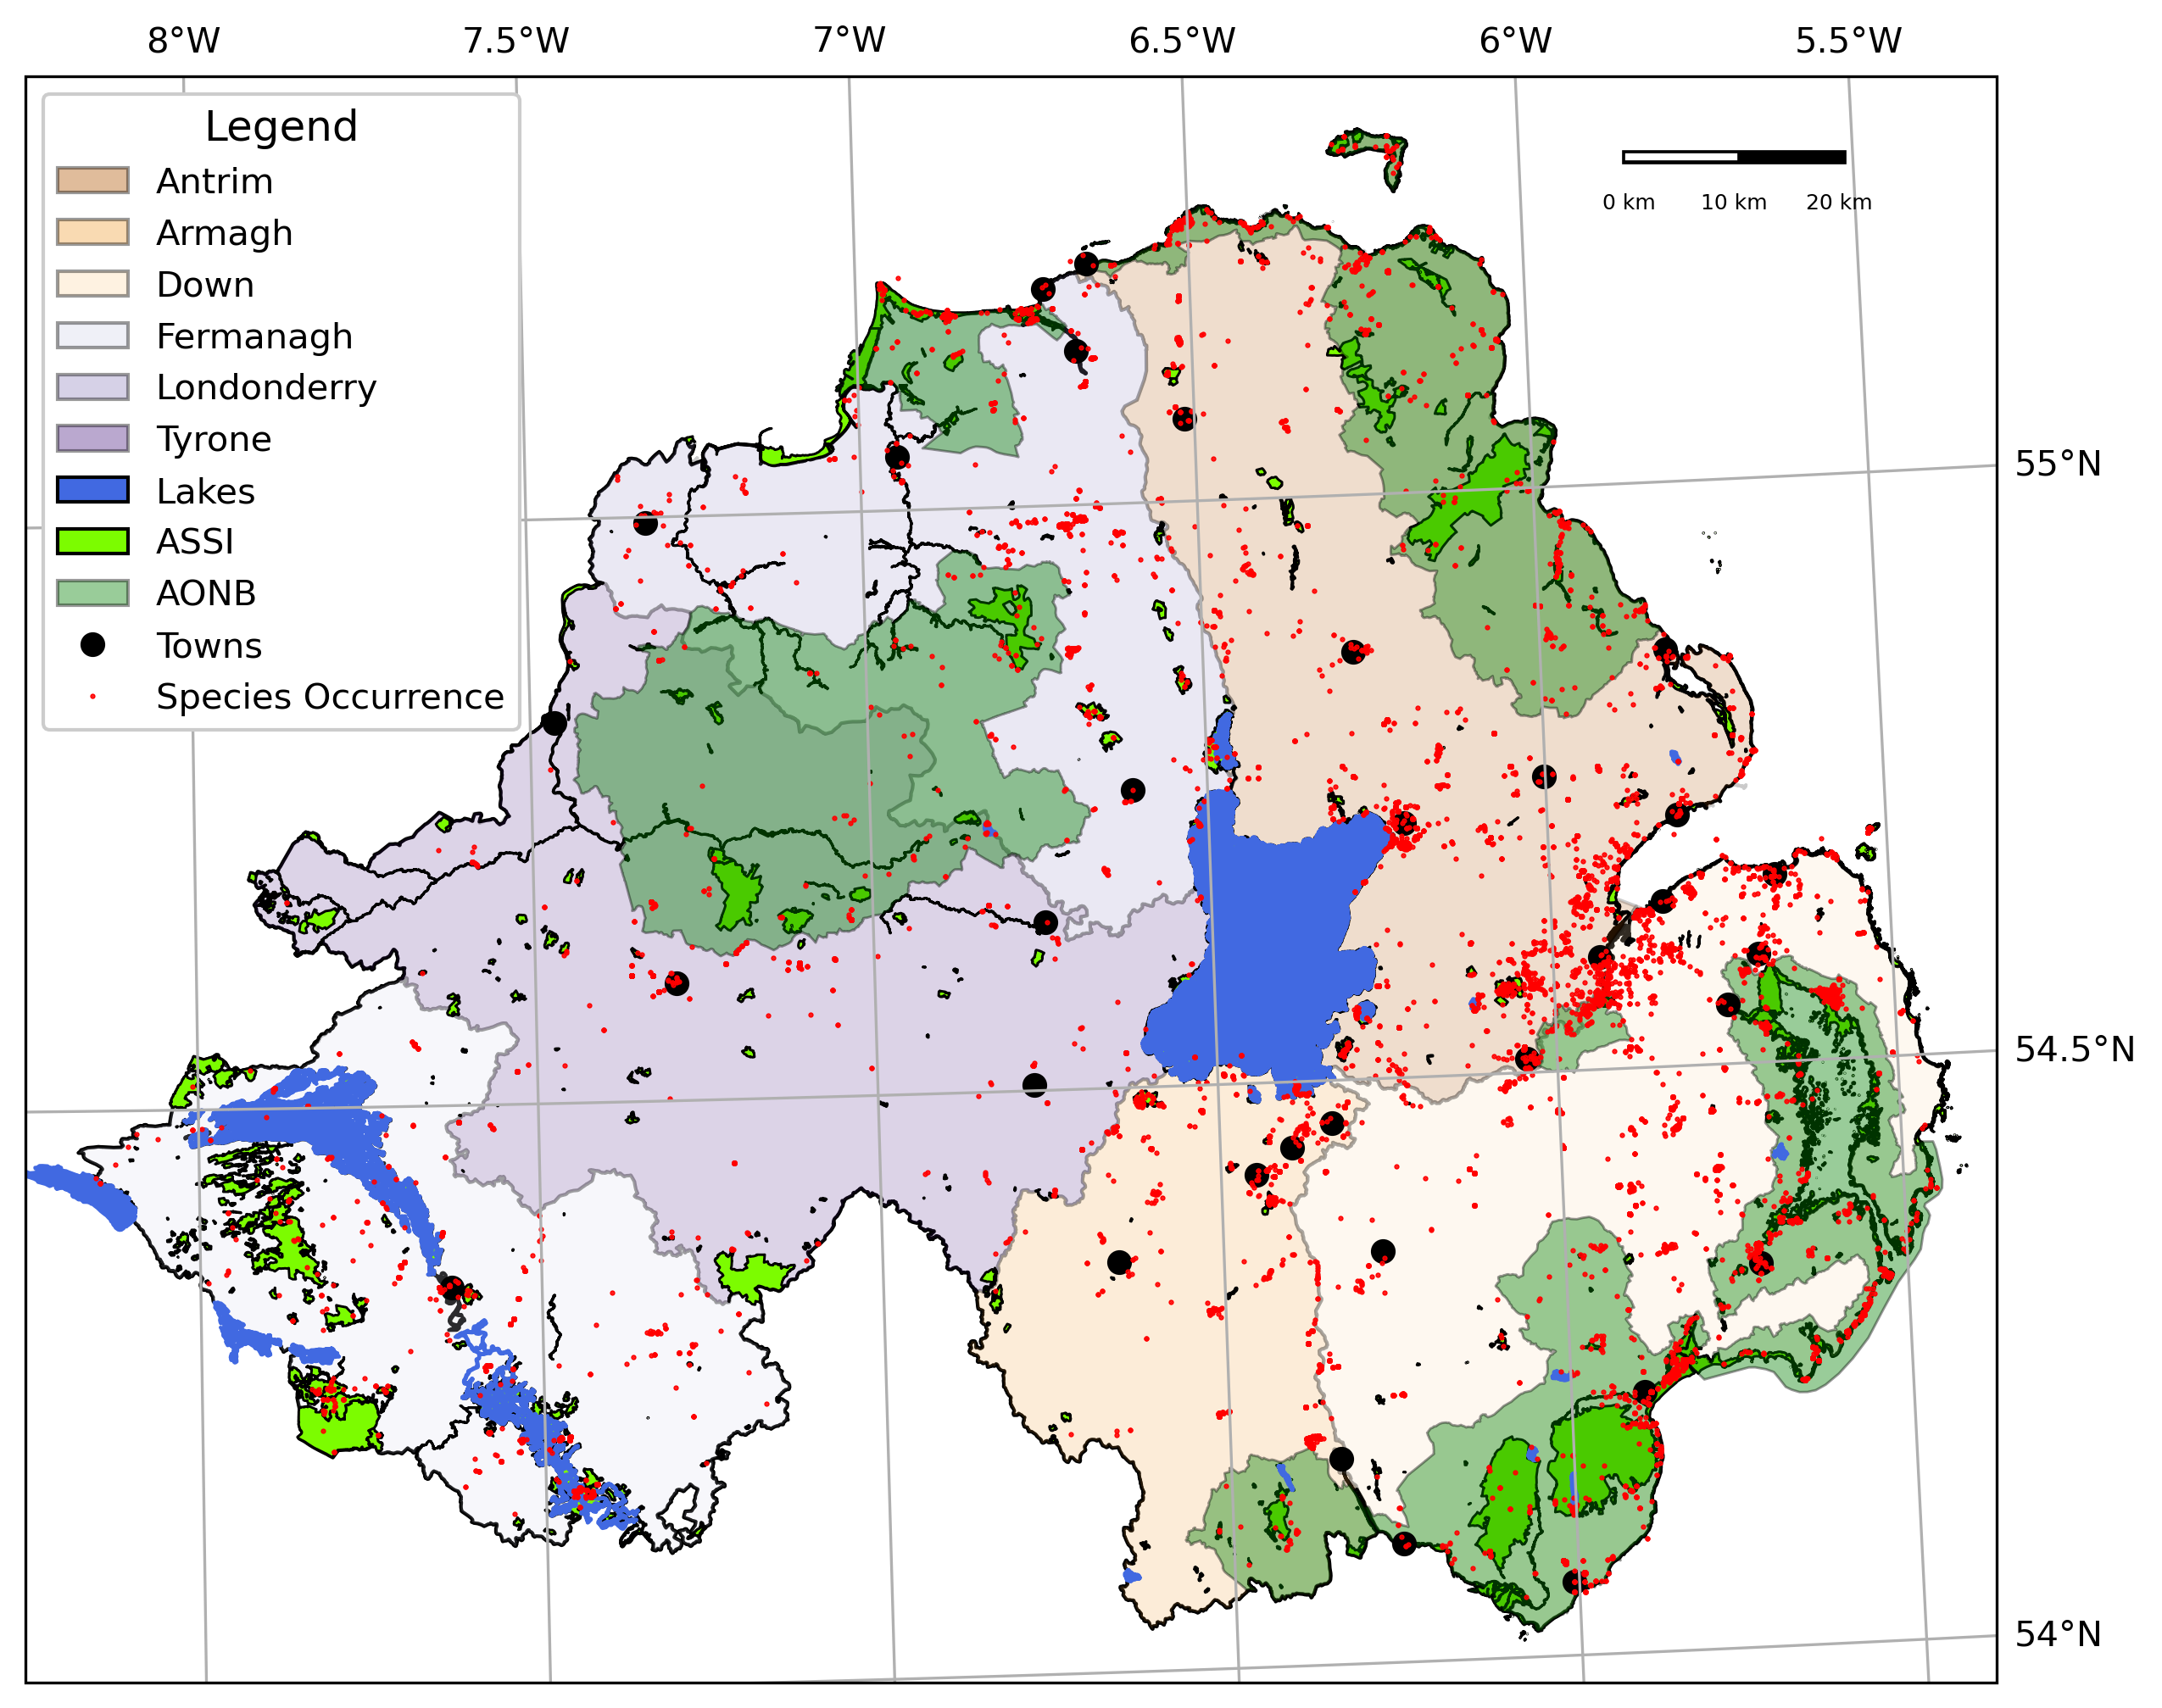 8°W 7.5°W 7°W 6.5°W 6°W 5.5°W
Legend
Antrim
Armagh
Down
Fermanagh
Londonderry
Tyrone
Lakes
ASSI
AONB
Towns
Species Occurrence
0 km 10 km 20 km
55°N
54.5°N
54°N